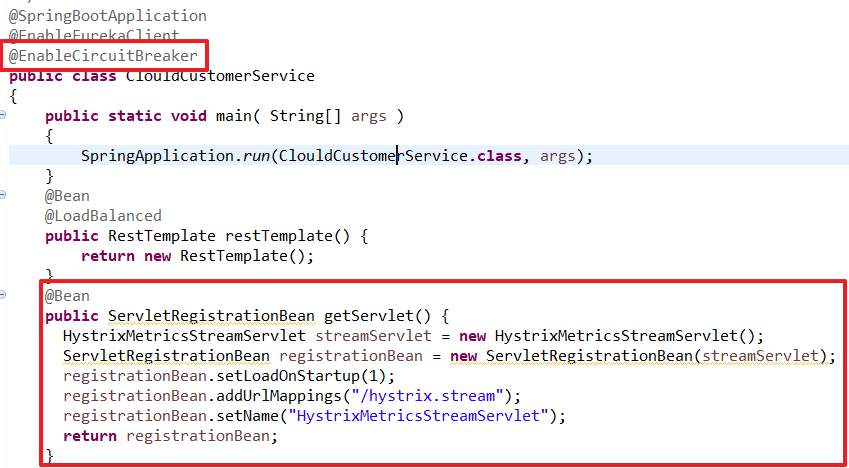 @SpringBootApplication
@EnableEurekaClient
@EnableCircuitBreaker
public class ClouldCustomerService
{
    public static void main( String[] args )
    {
        SpringApplication.run(ClouldCustomerService.class, args);
    }
    @Bean
    @LoadBalanced
    public RestTemplate restTemplate() {
        return new RestTemplate();
    }
    @Bean
    public ServletRegistrationBean getServlet() {
      HystrixMetricsStreamServlet streamServlet = new HystrixMetricsStreamServlet();
      ServletRegistrationBean registrationBean = new ServletRegistrationBean(streamServlet);
      registrationBean.setLoadOnStartup(1);
      registrationBean.addUrlMappings("/hystrix.stream");
      registrationBean.setName("HystrixMetricsStreamServlet");
      return registrationBean;
    }